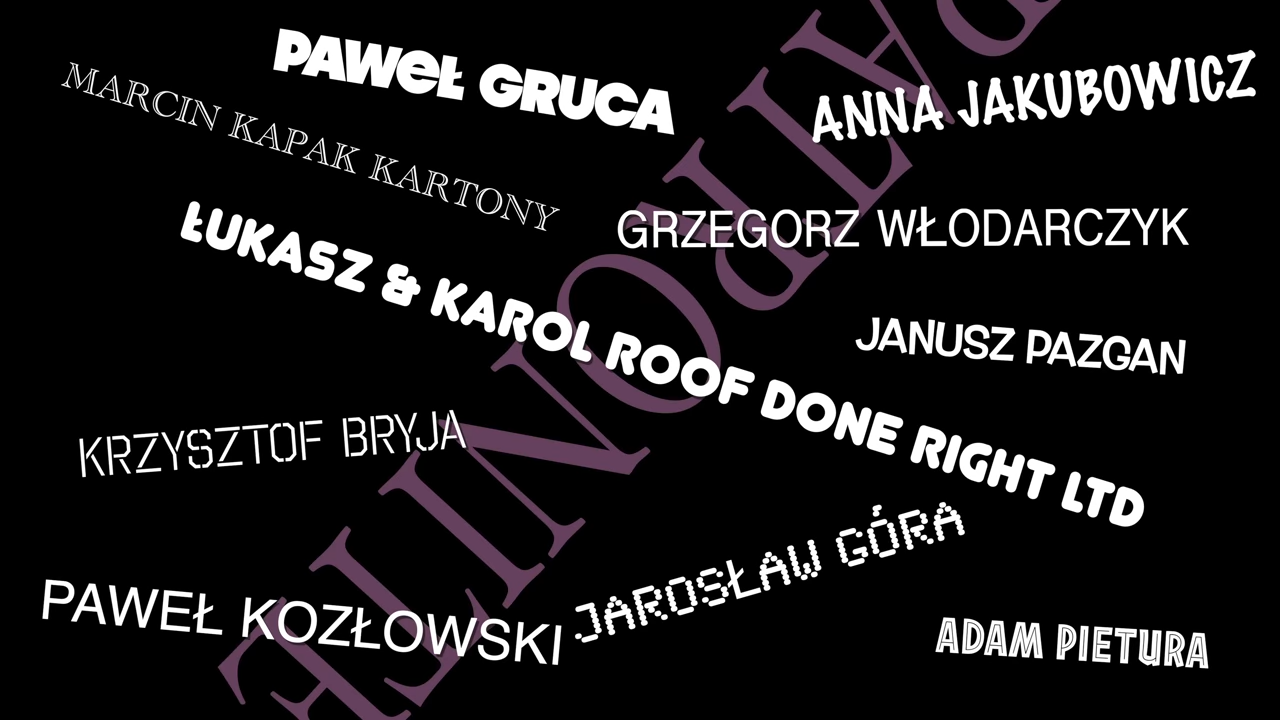 PAWEŁ GRUCA
MARCIN KAPAK KARTONY
ANNA JAKUBOWICZ
GRZEGORZ WŁODARCZYK
ŁUKASZ & KAROL ROOF DONE RIGHT LTD
JANUSZ PAZGAN
KRZYSZTOF BRYJA
JAROSŁAW GÓRA
PAWEŁ KOZŁOWSKI
ADAM PIETURA
PATRONITE